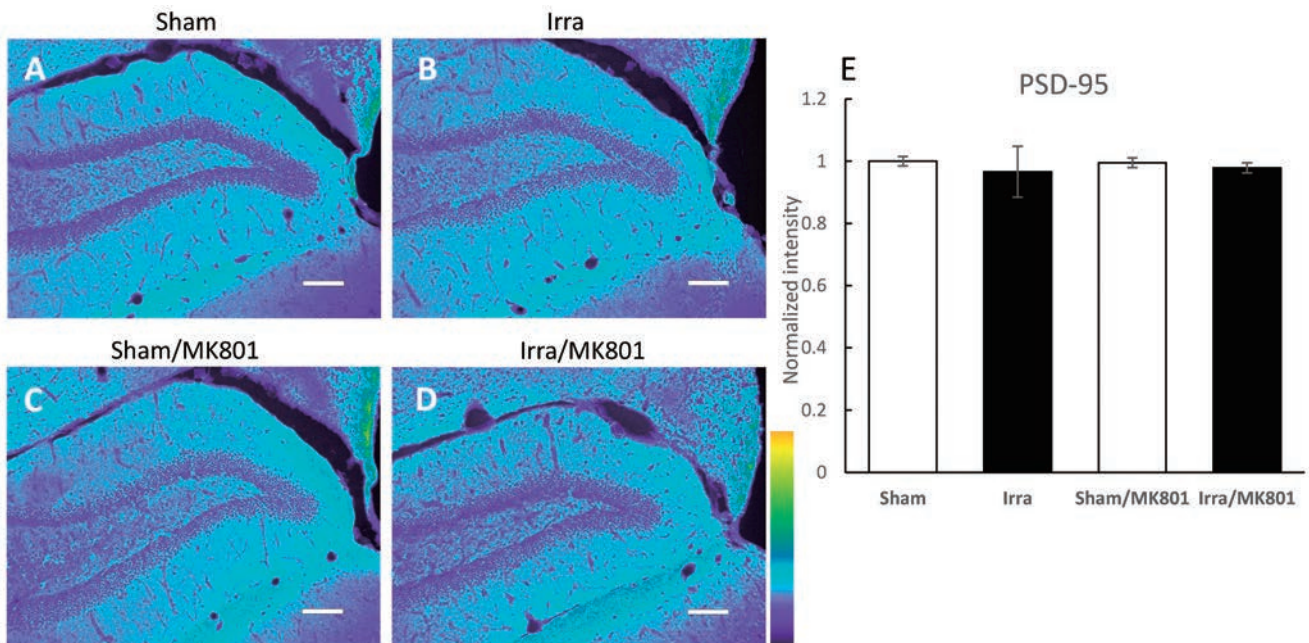 Sham
Irra
A
B
Sham/MK801
Irra/MK801
C
D
E
PSD-95
Normalized intensity
1.2
1
0.8
0.6
0.4
0.2
0
Sham
Irra
Sham/MK801
Irra/MK801